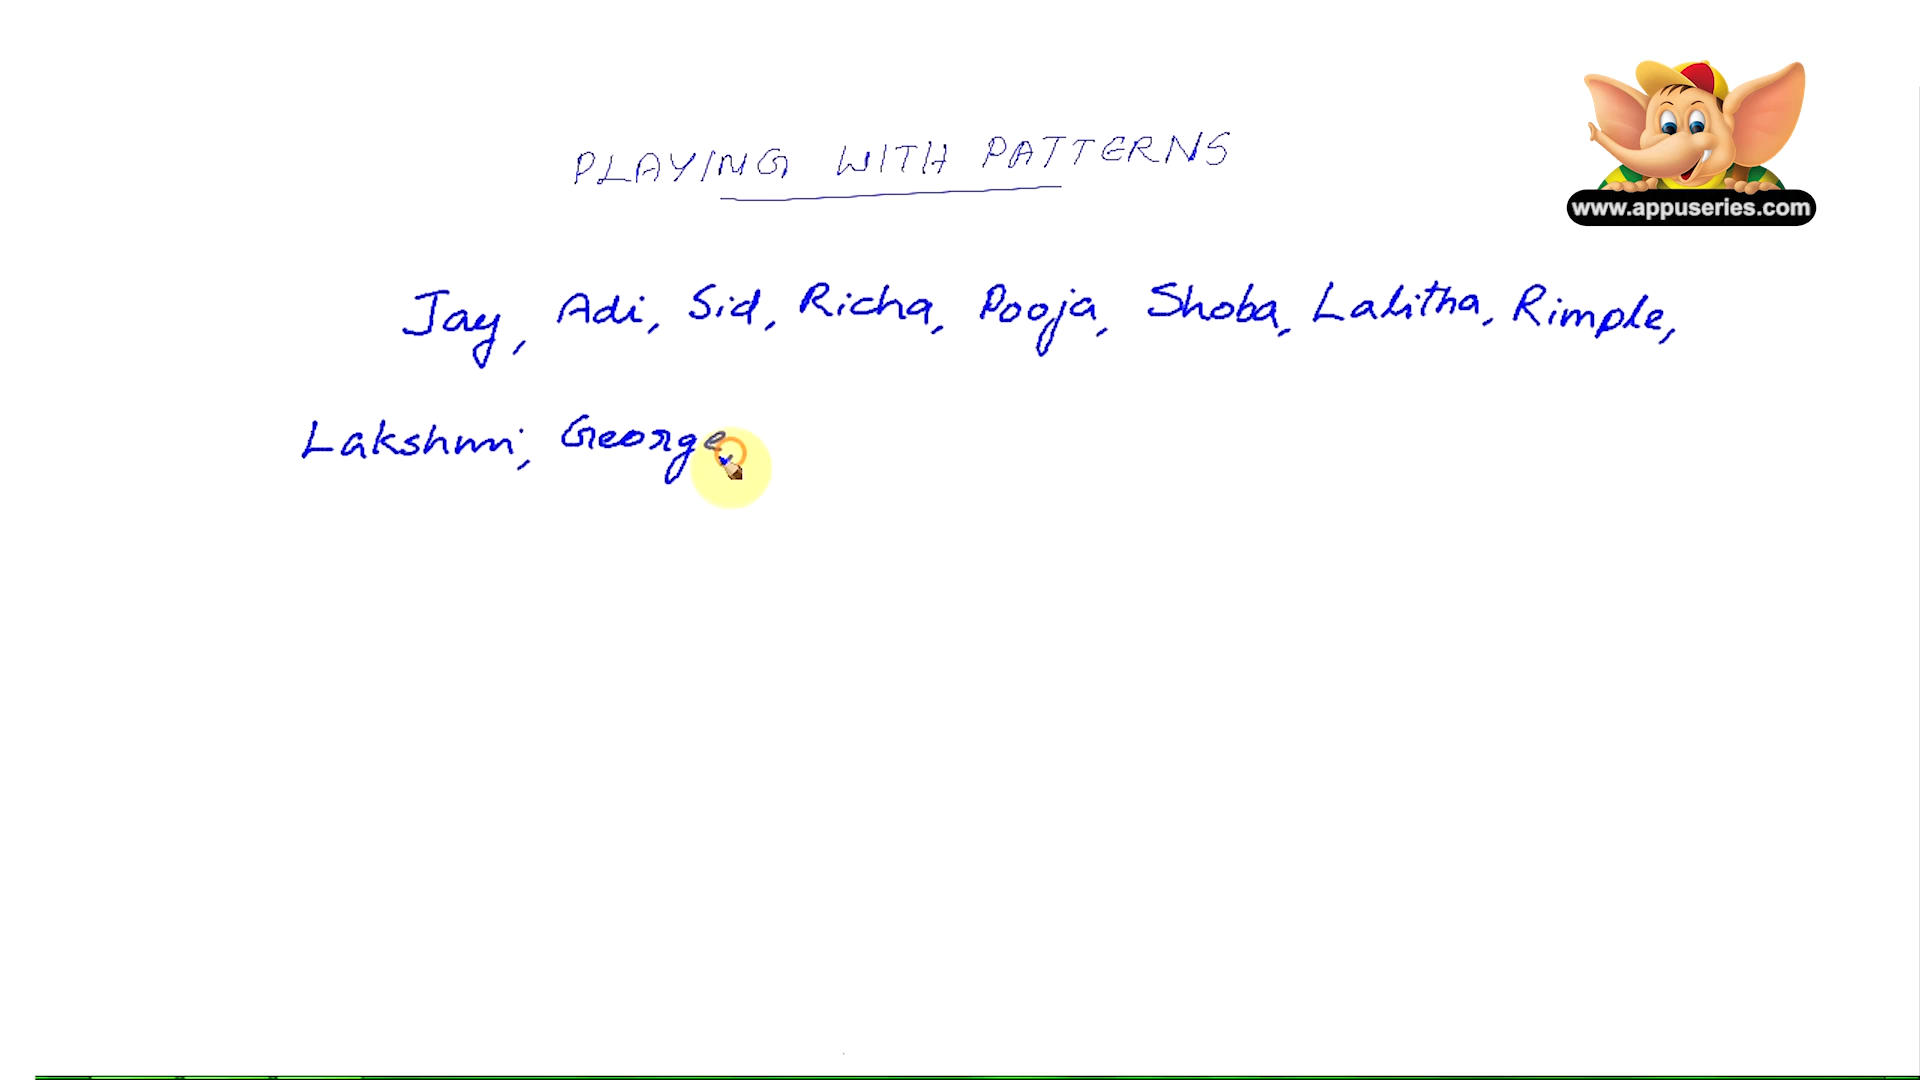 PLAYING WITH PATTERNS
www.appuseries.com
Jay, Adi, Sid, Richa, Pooja, Shoba, Lalitha, Rimple,
Lakshmi, George,